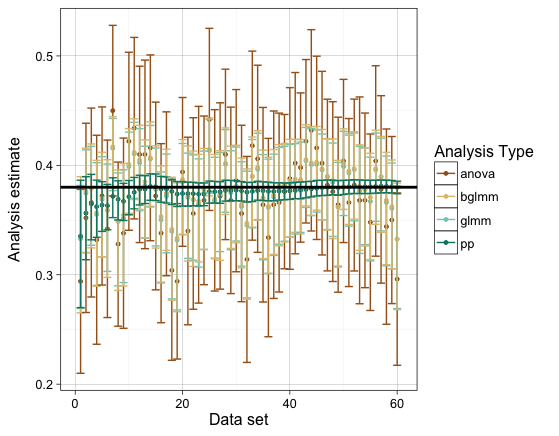 0.5
0.4
0.3
0.2
Analysis estimate
0 20 40 60
Data set
Analysis Type
anova
bglmm
glmm
pp